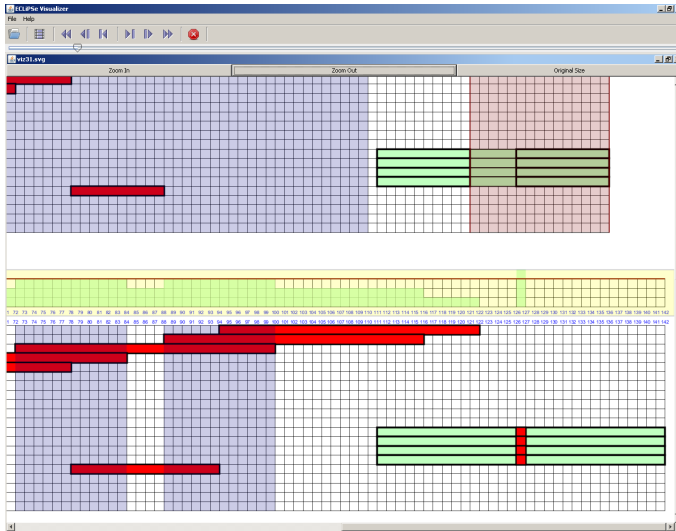 ECLiPSe Visualizer
File Help
viz31.svg
Zoom In Zoom Out Original Size
1 72 73 74 75 76 77 78 79 80 81 82 83 84 85 86 87 88 89 90 91 92 93 94 95 96 97 98 99 100 101 102 103 104 105 106 107 108 109 110 111 112 113 114 115 116 117 118 119 120 121 122 123 124 125 126 127 128 129 130 131 132 133 134 135 136 137 138 139 140 141 142
1 72 73 74 75 76 77 78 79 80 81 82 83 84 85 86 87 88 89 90 91 92 93 94 95 96 97 98 99 100 101 102 103 104 105 106 107 108 109 110 111 112 113 114 115 116 117 118 119 120 121 122 123 124 125 126 127 128 129 130 131 132 133 134 135 136 137 138 139 140 141 142